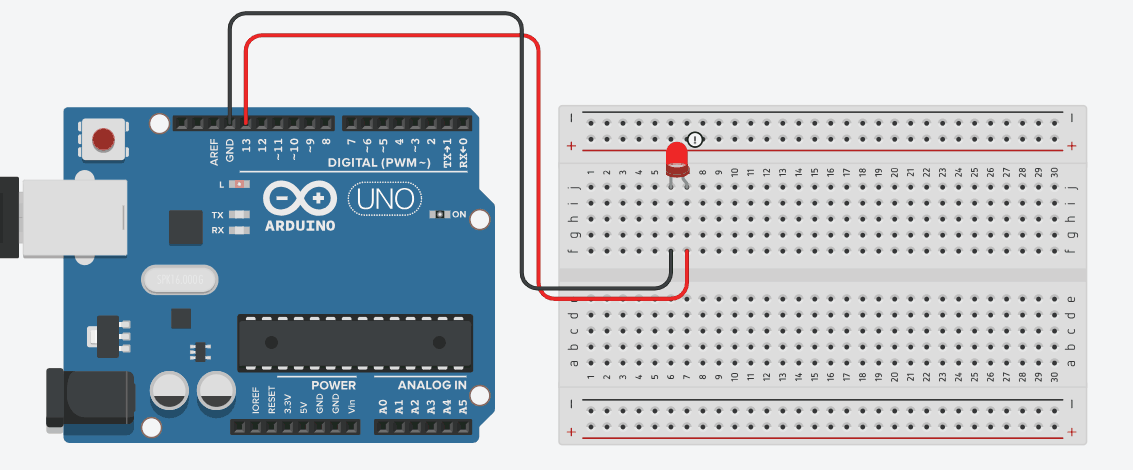 AREF GND 13 12 ~11 ~10 ~9 8 7 ~6 ~5 4 ~3 2 TX→1 RX←0
DIGITAL (PWM ~)
L
TX
RX
ARDUINO
UNO
ON
POWER
ANALOG IN
IOREF RESET 3.3V 5V GND GND Vin A0 A1 A2 A3 A4 A5
!
1 2 3 4 5 6 8 9 10 11 12 13 14 15 16 17 18 19 20 21 22 23 24 25 26 27 28 29 30
j j
i i
h h
g g
f f
e e
d d
c c
b b
a a
1 2 3 4 5 6 7 8 9 10 11 12 13 14 15 16 17 18 19 20 21 22 23 24 25 26 27 28 29 30